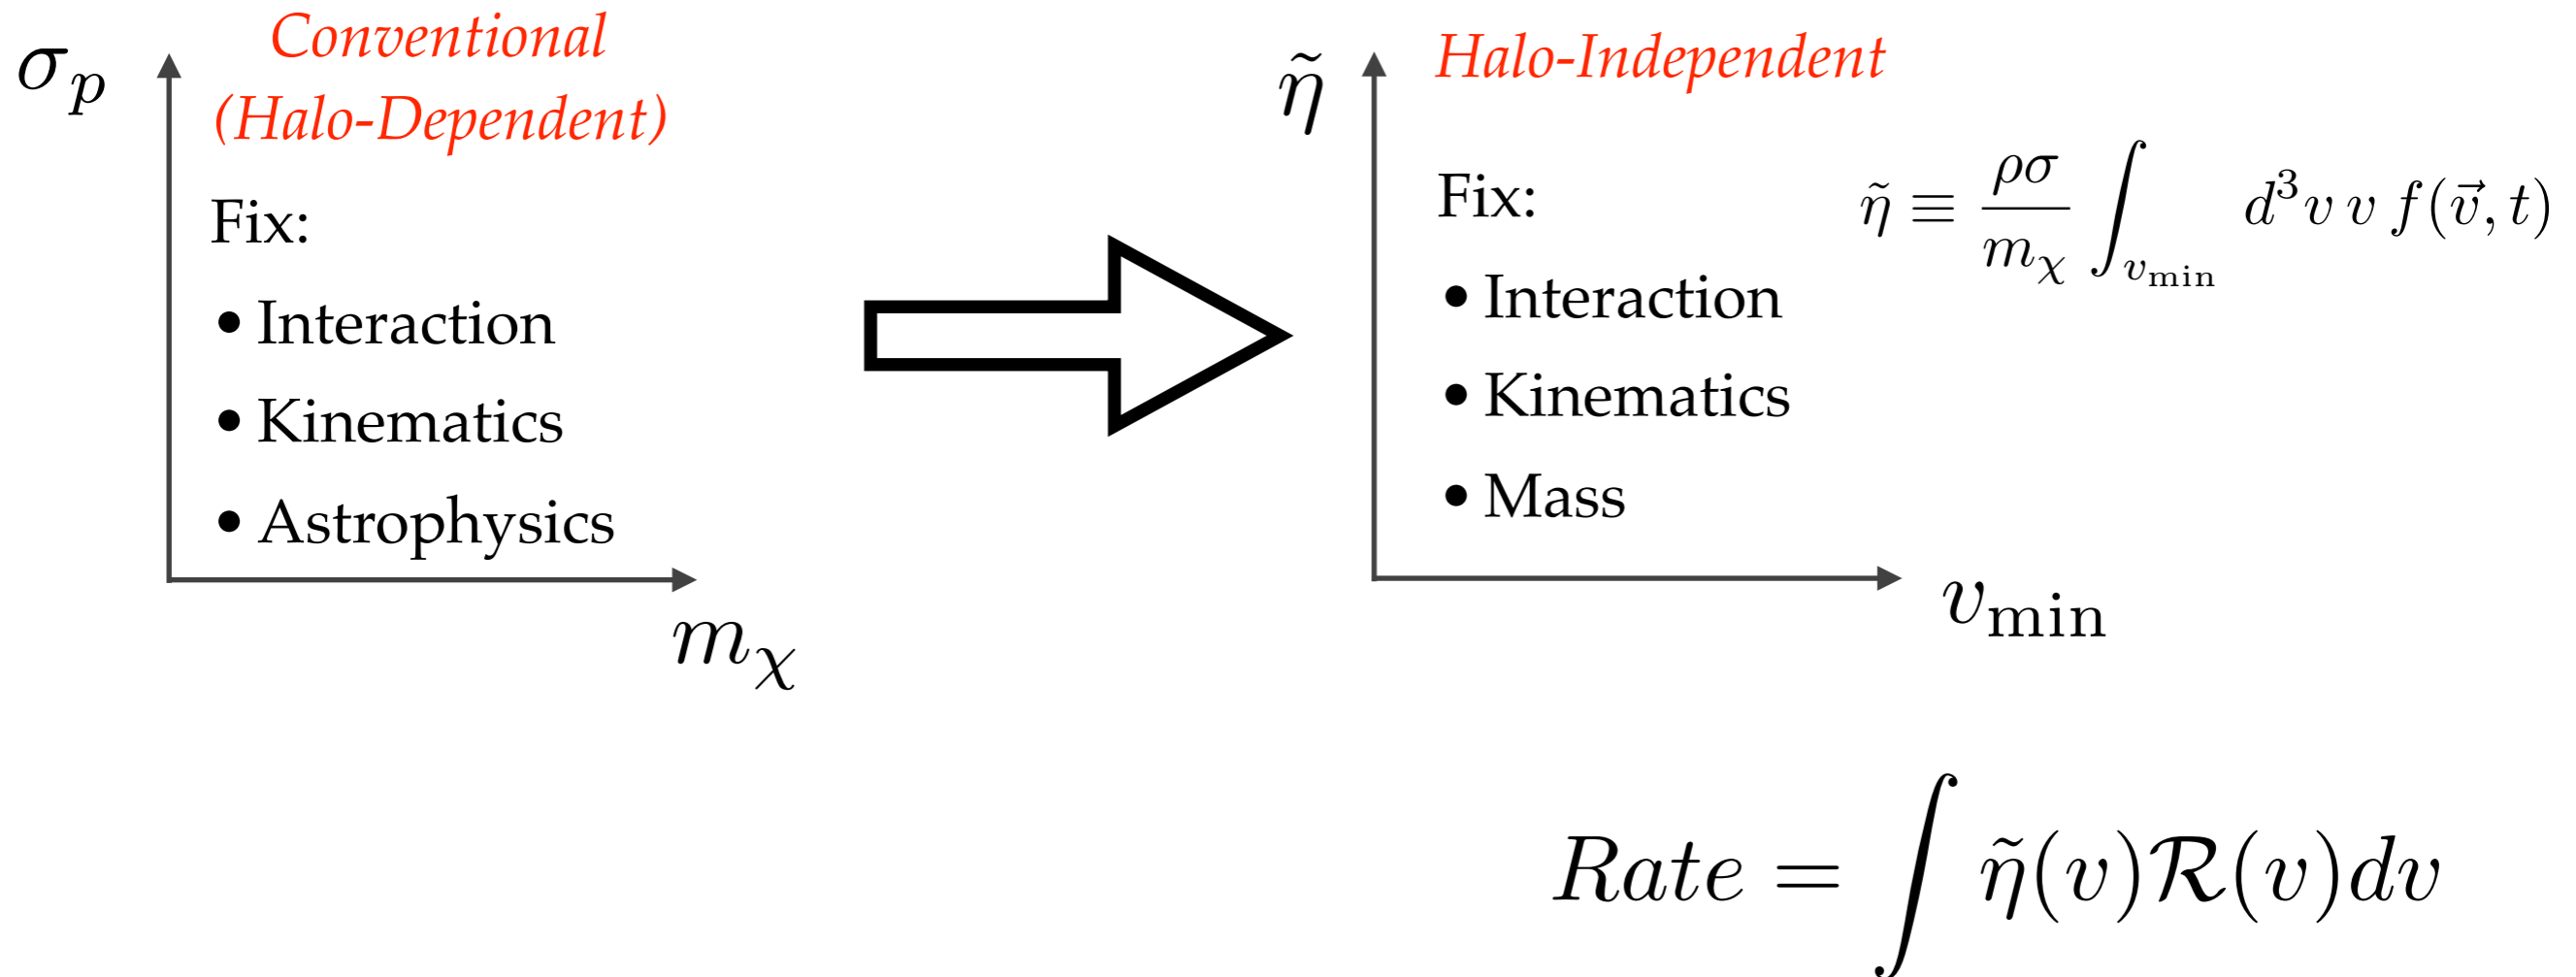 Conventional
(Halo-Dependent)
σ_p
Fix:
• Interaction
• Kinematics
• Astrophysics
m_χ
Halo-Independent
η̃
Fix:
η̃ ≡ ρσ/m_χ ∫_{v_min} d³v v f(v⃗, t)
• Interaction
• Kinematics
• Mass
v_min
Rate = ∫ η̃(v)ℛ(v)dv